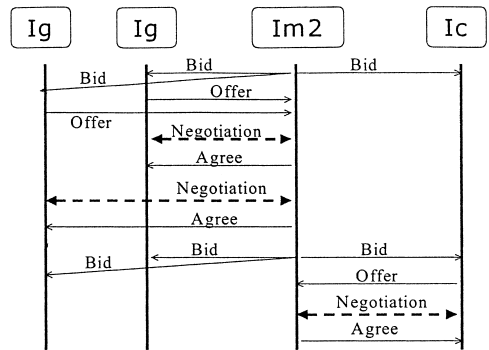 Ig Ig Im2 Ic
Bid Bid
Bid
Offer
Offer
Negotiation
Agree
Negotiation
Agree
Bid Bid
Bid
Offer
Negotiation
Agree